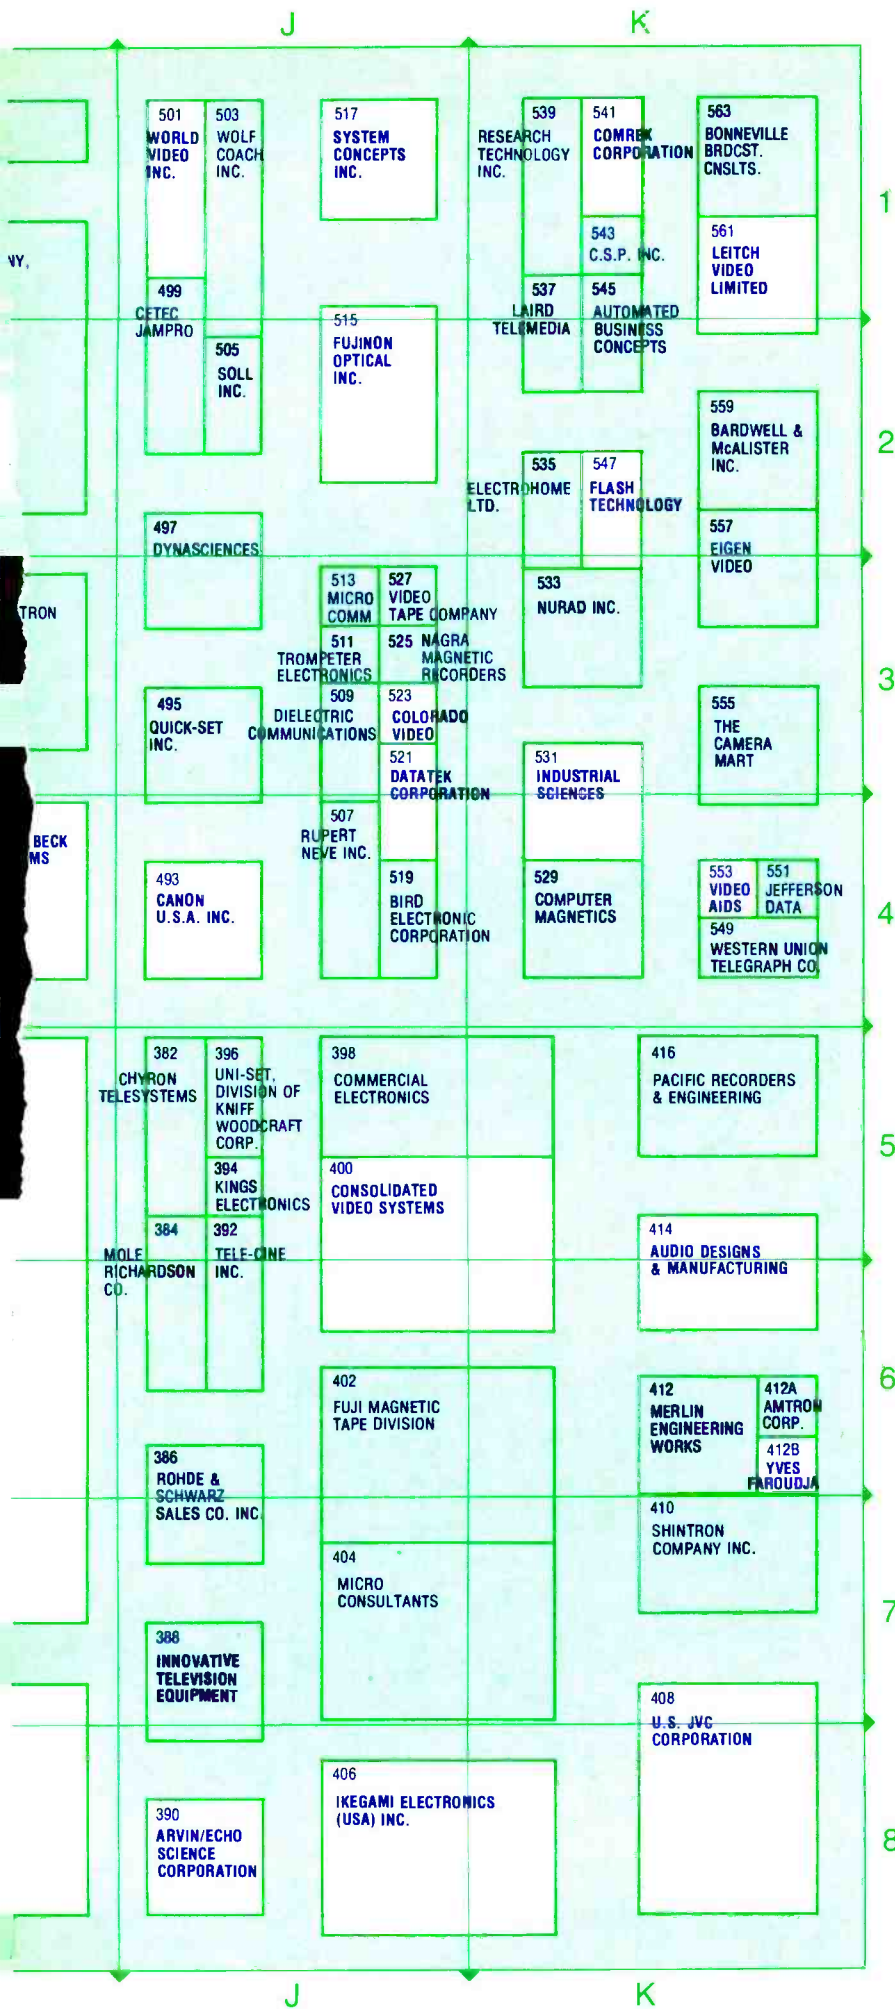 J
K
501
WORLD
VIDEO
INC.
503
WOLF
COACH
INC.
517
SYSTEM
CONCEPTS
INC.
539
RESEARCH
TECHNOLOGY
INC.
541
COMREX
CORPORATION
563
BONNEVILLE
BRDCST.
CNSLTS.
1
543
C.S.P. INC.
561
LEITCH
VIDEO
LIMITED
NY,
499
CETEC
JAMPRO
537
LAIRD
TELEMEDIA
545
AUTOMATED
BUSINESS
CONCEPTS
515
FUJINON
OPTICAL
INC.
505
SOLL
INC.
559
BARDWELL &
McALISTER
INC.
2
535
ELECTROHOME
LTD.
547
FLASH
TECHNOLOGY
497
DYNASCIENCES
557
EIGEN
VIDEO
513
MICRO
COMM
527
VIDEO
TAPE COMPANY
533
NURAD INC.
TRON
511
TROMPETER
ELECTRONICS
525 NAGRA
MAGNETIC
RECORDERS
3
495
QUICK-SET
INC.
509
DIELECTRIC
COMMUNICATIONS
523
COLORADO
VIDEO
555
THE
CAMERA
MART
521
DATATEK
CORPORATION
531
INDUSTRIAL
SCIENCES
507
RUPERT
NEVE INC.
BECK
MS
493
CANON
U.S.A. INC.
519
BIRD
ELECTRONIC
CORPORATION
529
COMPUTER
MAGNETICS
553
VIDEO
AIDS
551
JEFFERSON
DATA
4
549
WESTERN UNION
TELEGRAPH CO.
382
CHYRON
TELESYSTEMS
396
UNI-SET,
DIVISION OF
KNIFF
WOODCRAFT
CORP.
398
COMMERCIAL
ELECTRONICS
416
PACIFIC RECORDERS
& ENGINEERING
5
394
KINGS
ELECTRONICS
400
CONSOLIDATED
VIDEO SYSTEMS
384
MOLE
RICHARDSON
CO.
392
TELE-CINE
INC.
414
AUDIO DESIGNS
& MANUFACTURING
402
FUJI MAGNETIC
TAPE DIVISION
412
MERLIN
ENGINEERING
WORKS
412A
AMTRON
CORP.
6
412B
YVES
FAROUDJA
386
ROHDE &
SCHWARZ
SALES CO. INC.
410
SHINTRON
COMPANY INC.
404
MICRO
CONSULTANTS
7
388
INNOVATIVE
TELEVISION
EQUIPMENT
408
U.S. JVC
CORPORATION
406
IKEGAMI ELECTRONICS
(USA) INC.
390
ARVIN/ECHO
SCIENCE
CORPORATION
8
J
K